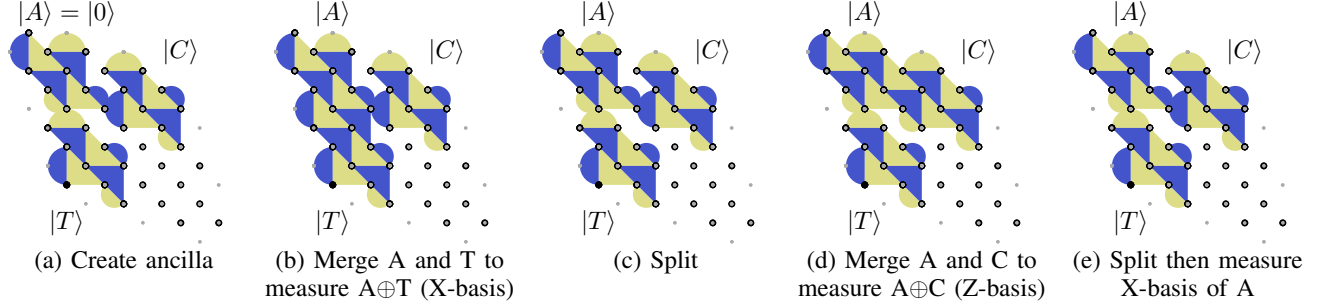 |A⟩ = |0⟩
|C⟩
|T⟩
(a) Create ancilla
|A⟩
|C⟩
|T⟩
(b) Merge A and T to
measure A⊕T (X-basis)
|A⟩
|C⟩
|T⟩
(c) Split
|A⟩
|C⟩
|T⟩
(d) Merge A and C to
measure A⊕C (Z-basis)
|A⟩
|C⟩
|T⟩
(e) Split then measure
X-basis of A